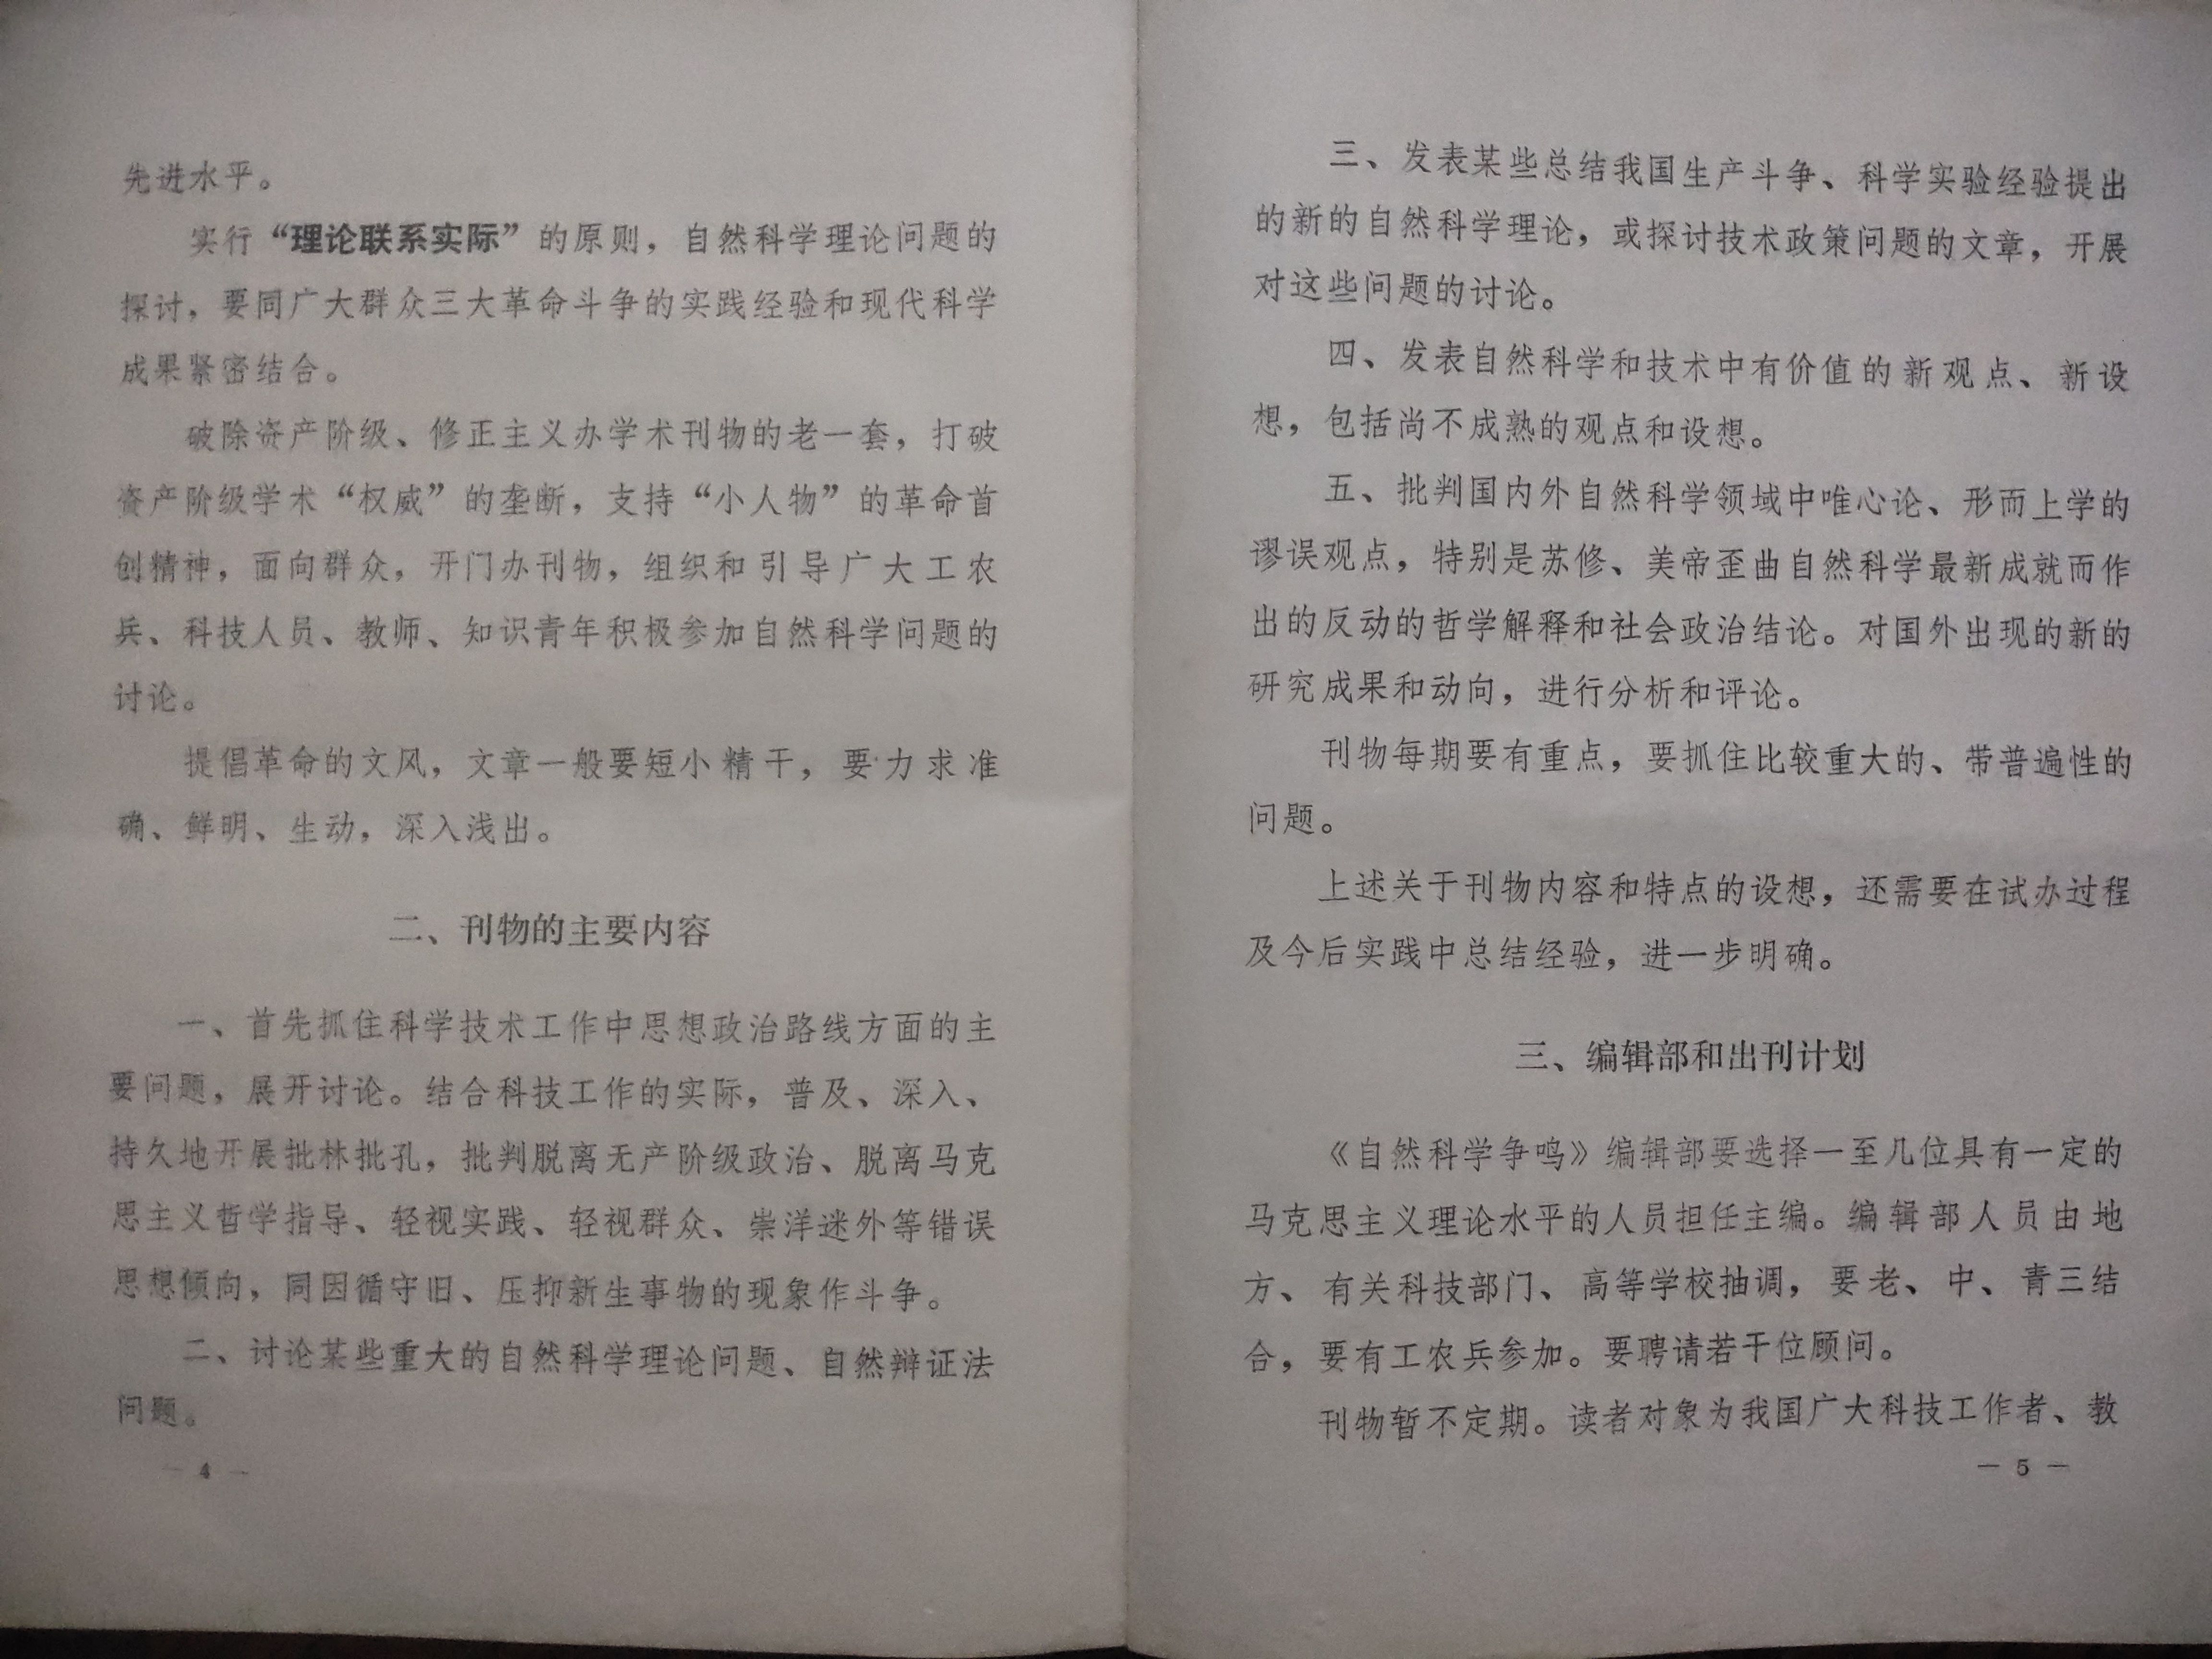 先进水平。
实行“理论联系实际”的原则，自然科学理论问题的
探讨，要同广大群众三大革命斗争的实践经验和现代科学
成果紧密结合。
破除资产阶级、修正主义办学术刊物的老一套，打破
资产阶级学术“权威”的垄断，支持“小人物”的革命首
创精神，面向群众，开门办刊物，组织和引导广大工农
兵、科技人员、教师、知识青年积极参加自然科学问题的
讨论。
提倡革命的文风，文章一般要短小精干，要力求准
确、鲜明、生动，深入浅出。
二、刊物的主要内容
一、首先抓住科学技术工作中思想政治路线方面的主
要问题，展开讨论。结合科技工作的实际，普及、深入、
持久地开展批林批孔，批判脱离无产阶级政治、脱离马克
思主义哲学指导、轻视实践、轻视群众、崇洋迷外等错误
思想倾向，同因循守旧、压抑新生事物的现象作斗争。
二、讨论某些重大的自然科学理论问题、自然辩证法
问题。
— 4 —
三、发表某些总结我国生产斗争、科学实验经验提出
的新的自然科学理论，或探讨技术政策问题的文章，开展
对这些问题的讨论。
四、发表自然科学和技术中有价值的新观点、新设
想，包括尚不成熟的观点和设想。
五、批判国内外自然科学领域中唯心论、形而上学的
谬误观点，特别是苏修、美帝歪曲自然科学最新成就而作
出的反动的哲学解释和社会政治结论。对国外出现的新的
研究成果和动向，进行分析和评论。
刊物每期要有重点，要抓住比较重大的、带普遍性的
问题。
上述关于刊物内容和特点的设想，还需要在试办过程
及今后实践中总结经验，进一步明确。
三、编辑部和出刊计划
《自然科学争鸣》编辑部要选择一至几位具有一定的
马克思主义理论水平的人员担任主编。编辑部人员由地
方、有关科技部门、高等学校抽调，要老、中、青三结
合，要有工农兵参加。要聘请若干位顾问。
刊物暂不定期。读者对象为我国广大科技工作者、教
— 5 —